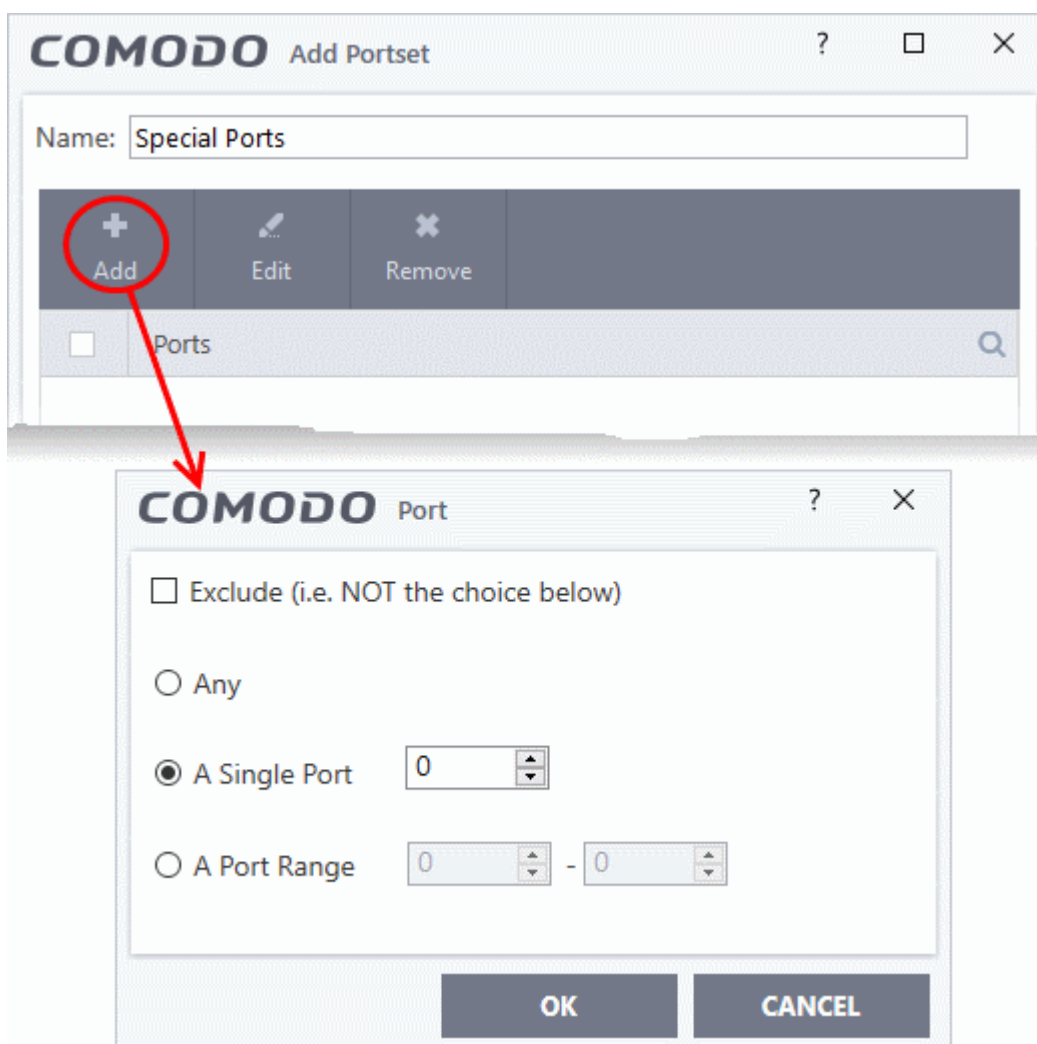 COMODO Add Portset ?
Name: Special Ports
Add Edit Remove
Ports
COMODO Port ?
Exclude (i.e. NOT the choice below)
Any
A Single Port 0
A Port Range 0 - 0
OK CANCEL